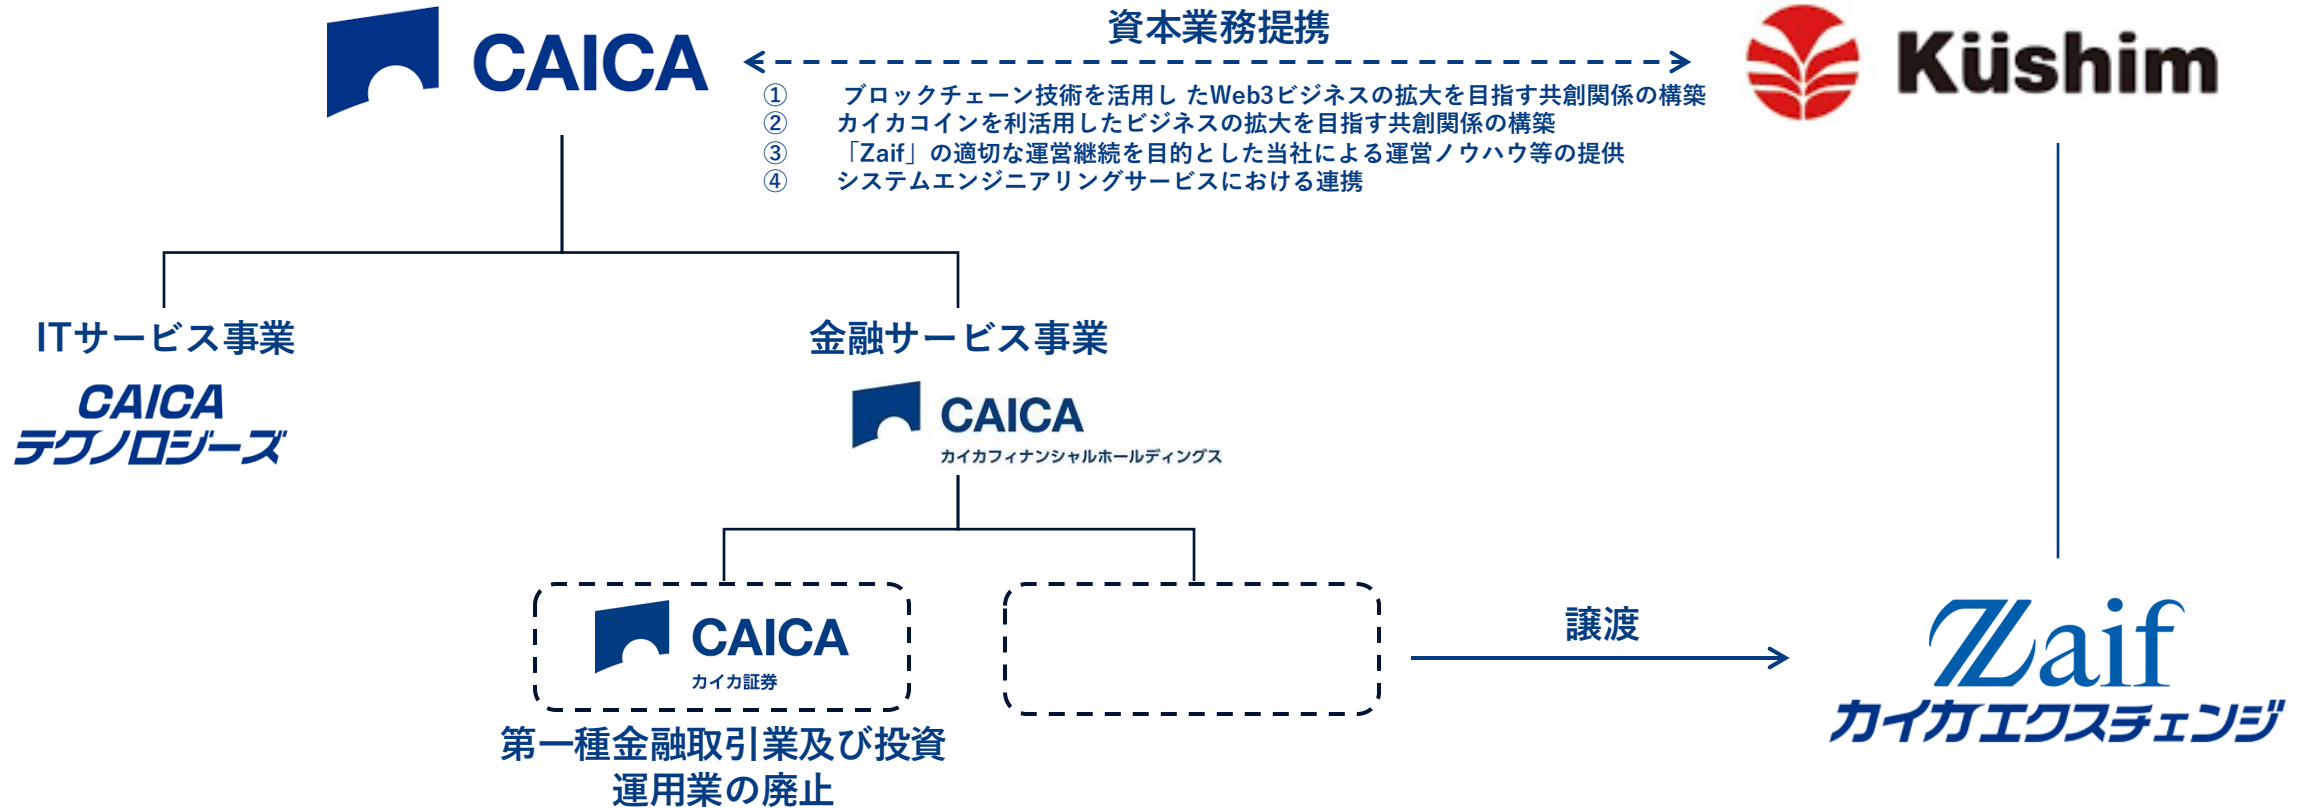 CAICA
資本業務提携
Küshim
① ブロックチェーン技術を活用し たWeb3ビジネスの拡大を目指す共創関係の構築
② カイカコインを利活用したビジネスの拡大を目指す共創関係の構築
③ 「Zaif」の適切な運営継続を目的とした当社による運営ノウハウ等の提供
④ システムエンジニアリングサービスにおける連携
ITサービス事業
金融サービス事業
CAICA
テクノロジーズ
CAICA
カイカフィナンシャルホールディングス
CAICA
カイカ証券
譲渡
Zaif
カイカエクスチェンジ
第一種金融取引業及び投資
運用業の廃止